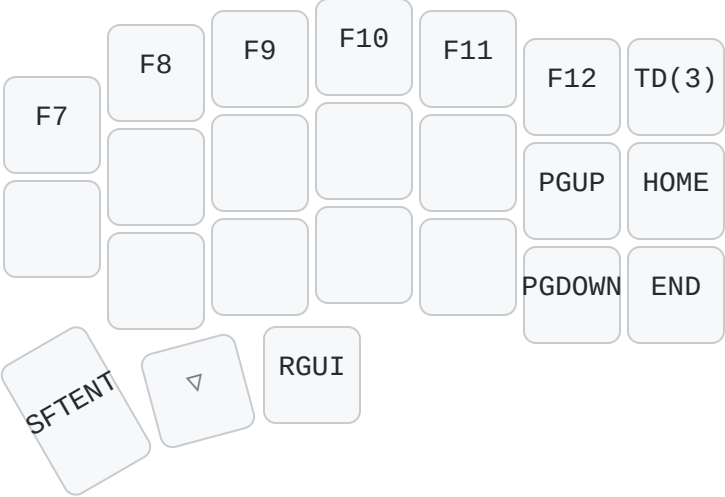 F7
F8
F9
F10
F11
F12
TD(3)
PGUP
HOME
PGDOWN
END
SFTENT
▽
RGUI